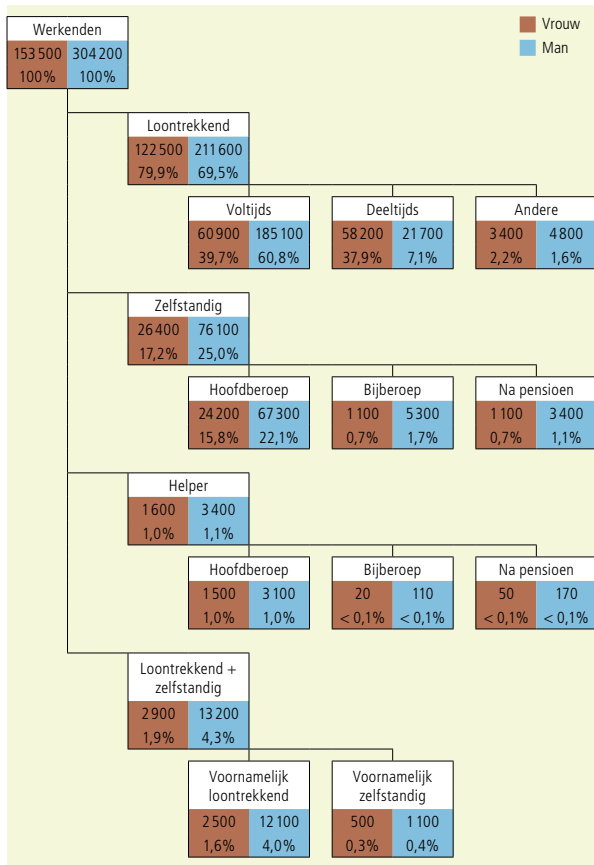 Vrouw
Man
Werkenden
153 500 304 200
100% 100%
Loontrekkend
122 500 211 600
79,9% 69,5%
Voltijds Deeltijds Andere
60 900 185 100 58 200 21 700 3 400 4 800
39,7% 60,8% 37,9% 7,1% 2,2% 1,6%
Zelfstandig
26 400 76 100
17,2% 25,0%
Hoofdberoep Bijberoep Na pensioen
24 200 67 300 1 100 5 300 1 100 3 400
15,8% 22,1% 0,7% 1,7% 0,7% 1,1%
Helper
1 600 3 400
1,0% 1,1%
Hoofdberoep Bijberoep Na pensioen
1 500 3 100 20 110 50 170
1,0% 1,0% < 0,1% < 0,1% < 0,1% < 0,1%
Loontrekkend +
zelfstandig
2 900 13 200
1,9% 4,3%
Voornamelijk Voornamelijk
loontrekkend zelfstandig
2 500 12 100 500 1 100
1,6% 4,0% 0,3% 0,4%